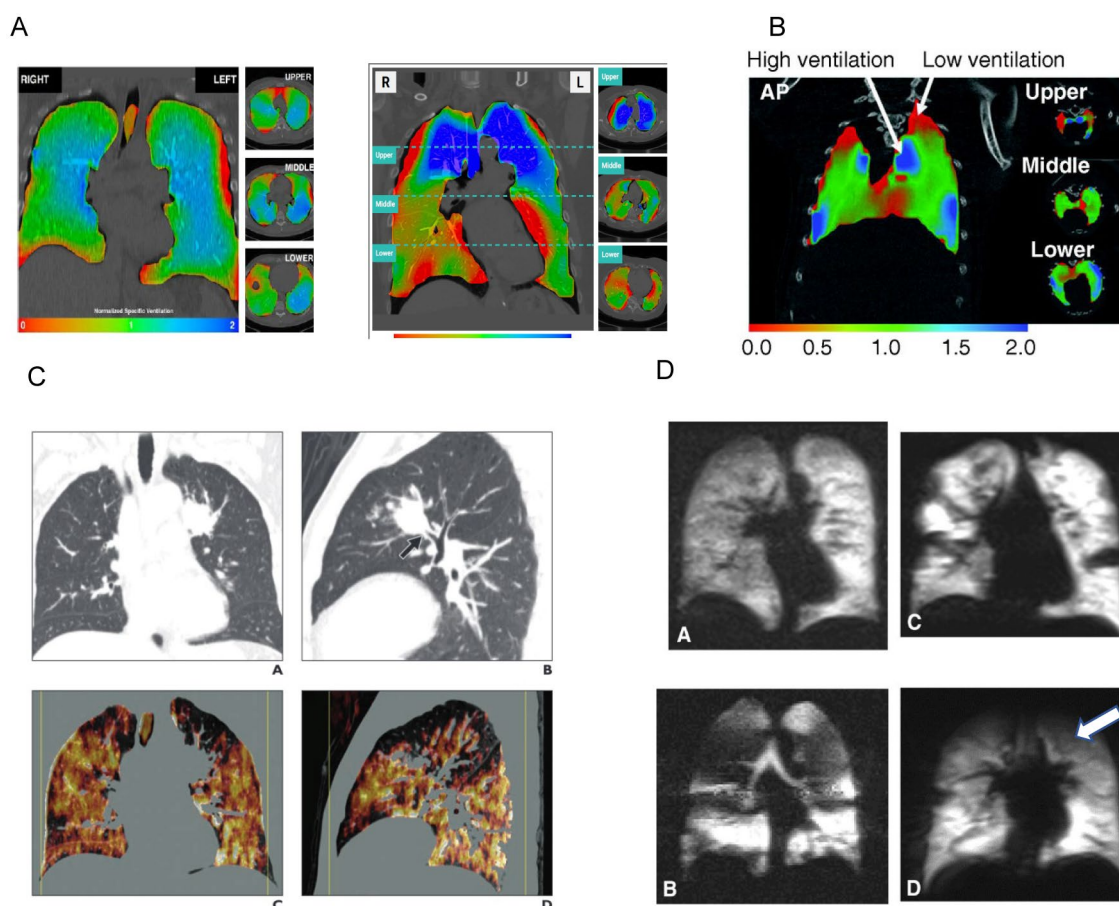 A
RIGHT
LEFT
UPPER
MIDDLE
LOWER
Normalized Specific Ventilation
0
1
2
R
L
Upper
Middle
Lower
Upper
Middle
Lower
B
High ventilation
Low ventilation
AP
Upper
Middle
Lower
0.0
0.5
1.0
1.5
2.0
C
A
B
C
D
D
A
C
B
D